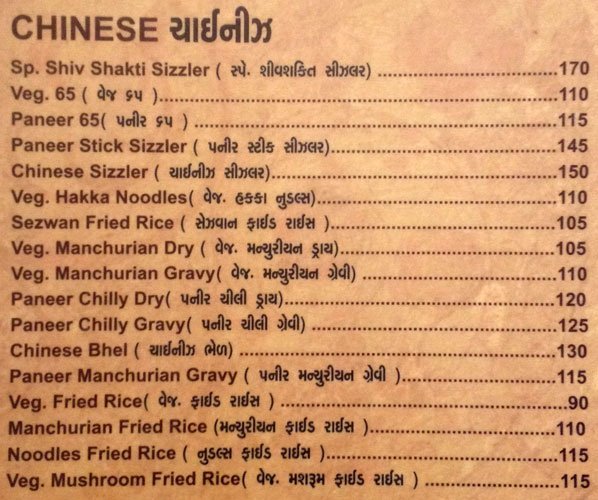 CHINESE ચાઈનીઝ
Sp. Shiv Shakti Sizzler ( સ્પે. શીવશકિત સીઝલર) ........................170
Veg. 65 ( વેજ ૬૫ ).................................................................110
Paneer 65( પનીર ૬૫ ) ...........................................................115
Paneer Stick Sizzler ( પનીર સ્ટીક સીઝલર)..............................145
Chinese Sizzler ( ચાઈનીઝ સીઝલર).........................................150
Veg. Hakka Noodles( વેજ. હકકા નુડલ્સ)...................................110
Sezwan Fried Rice ( સેઝવાન ફાઈડ રાઈસ )..............................105
Veg. Manchurian Dry ( વેજ. મન્ચુરીયન ડ્રાય)..............................105
Veg. Manchurian Gravy( વેજ. મન્ચુરીયન ગ્રેવી)...........................110
Paneer Chilly Dry( પનીર ચીલી ડ્રાય)........................................120
Paneer Chilly Gravy( પનીર ચીલી ગ્રેવી) ....................................125
Chinese Bhel ( ચાઈનીઝ ભેળ) ................................................130
Paneer Manchurian Gravy ( પનીર મન્ચુરીયન ગ્રેવી )....................115
Veg. Fried Rice( વેજ. ફાઈડ રાઈસ )..........................................90
Manchurian Fried Rice (મન્ચુરીયન ફાઈડ રાઈસ ).........................110
Noodles Fried Rice ( નુડલ્સ ફાઈડ રાઈસ )................................115
Veg. Mushroom Fried Rice( વેજ. મશરૂમ ફાઈડ રાઈસ ) ................115